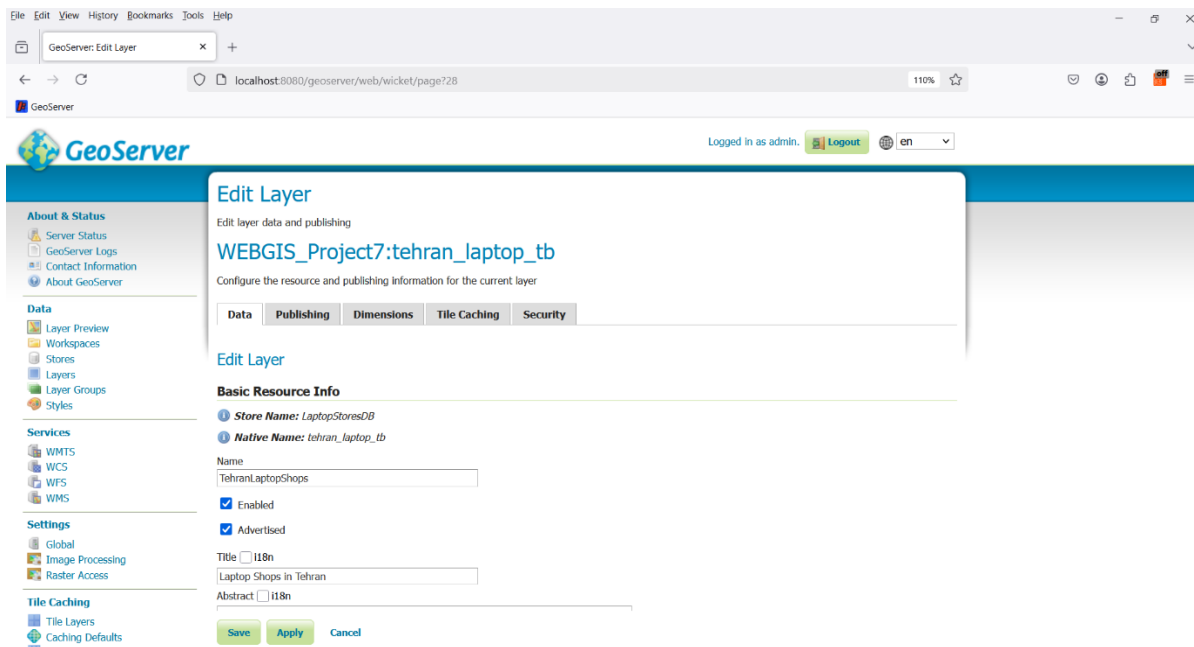 File Edit View History Bookmarks Tools Help
GeoServer: Edit Layer
localhost:8080/geoserver/web/wicket/page?28 110% off
GeoServer
GeoServer Logged in as admin. Logout en
Edit Layer
Edit layer data and publishing
WEBGIS_Project7:tehran_laptop_tb
Configure the resource and publishing information for the current layer
Data Publishing Dimensions Tile Caching Security
About & Status
Server Status
GeoServer Logs
Contact Information
About GeoServer
Data
Layer Preview
Workspaces
Stores
Layers
Layer Groups
Styles
Services
WMTS
WCS
WFS
WMS
Settings
Global
Image Processing
Raster Access
Tile Caching
Tile Layers
Caching Defaults
Edit Layer
Basic Resource Info
Store Name: LaptopStoresDB
Native Name: tehran_laptop_tb
Name
TehranLaptopShops
Enabled
Advertised
Title i18n
Laptop Shops in Tehran
Abstract i18n
Save Apply Cancel